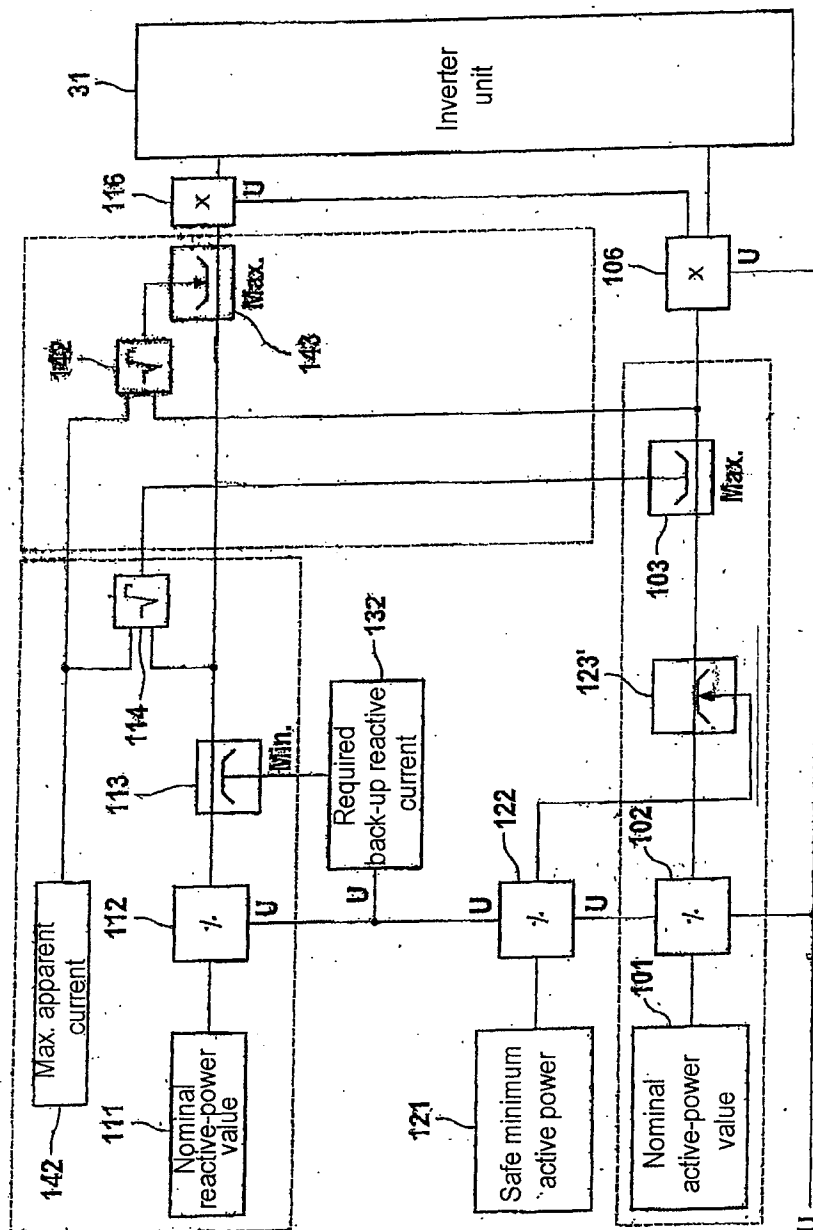 31
Inverter
unit
116
X
U
142
Max.
143
106
X
U
114
103
Max.
132
Required
back-up reactive
current
113
Min.
123'
Max. apparent
current
142
112
%
U
U
U
122
%
U
102
%
111
Nominal
reactive-power
value
121
Safe minimum
active power
101
Nominal
active-power
value
U